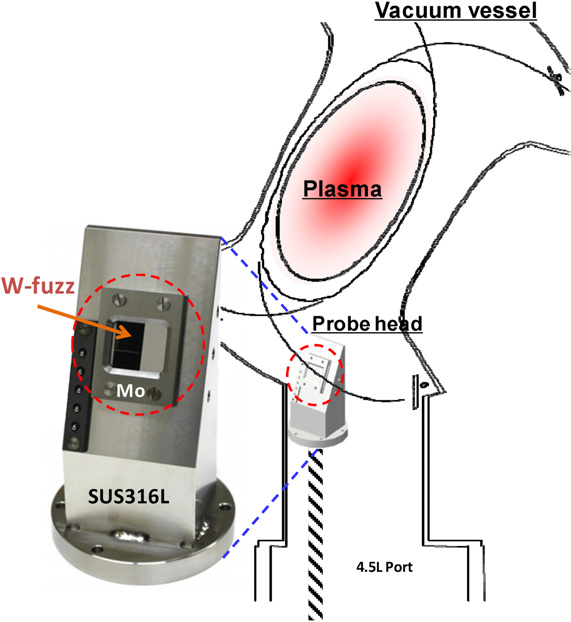 Vacuum vessel
Plasma
W-fuzz
Probe head
Mo
SUS316L
4.5L Port